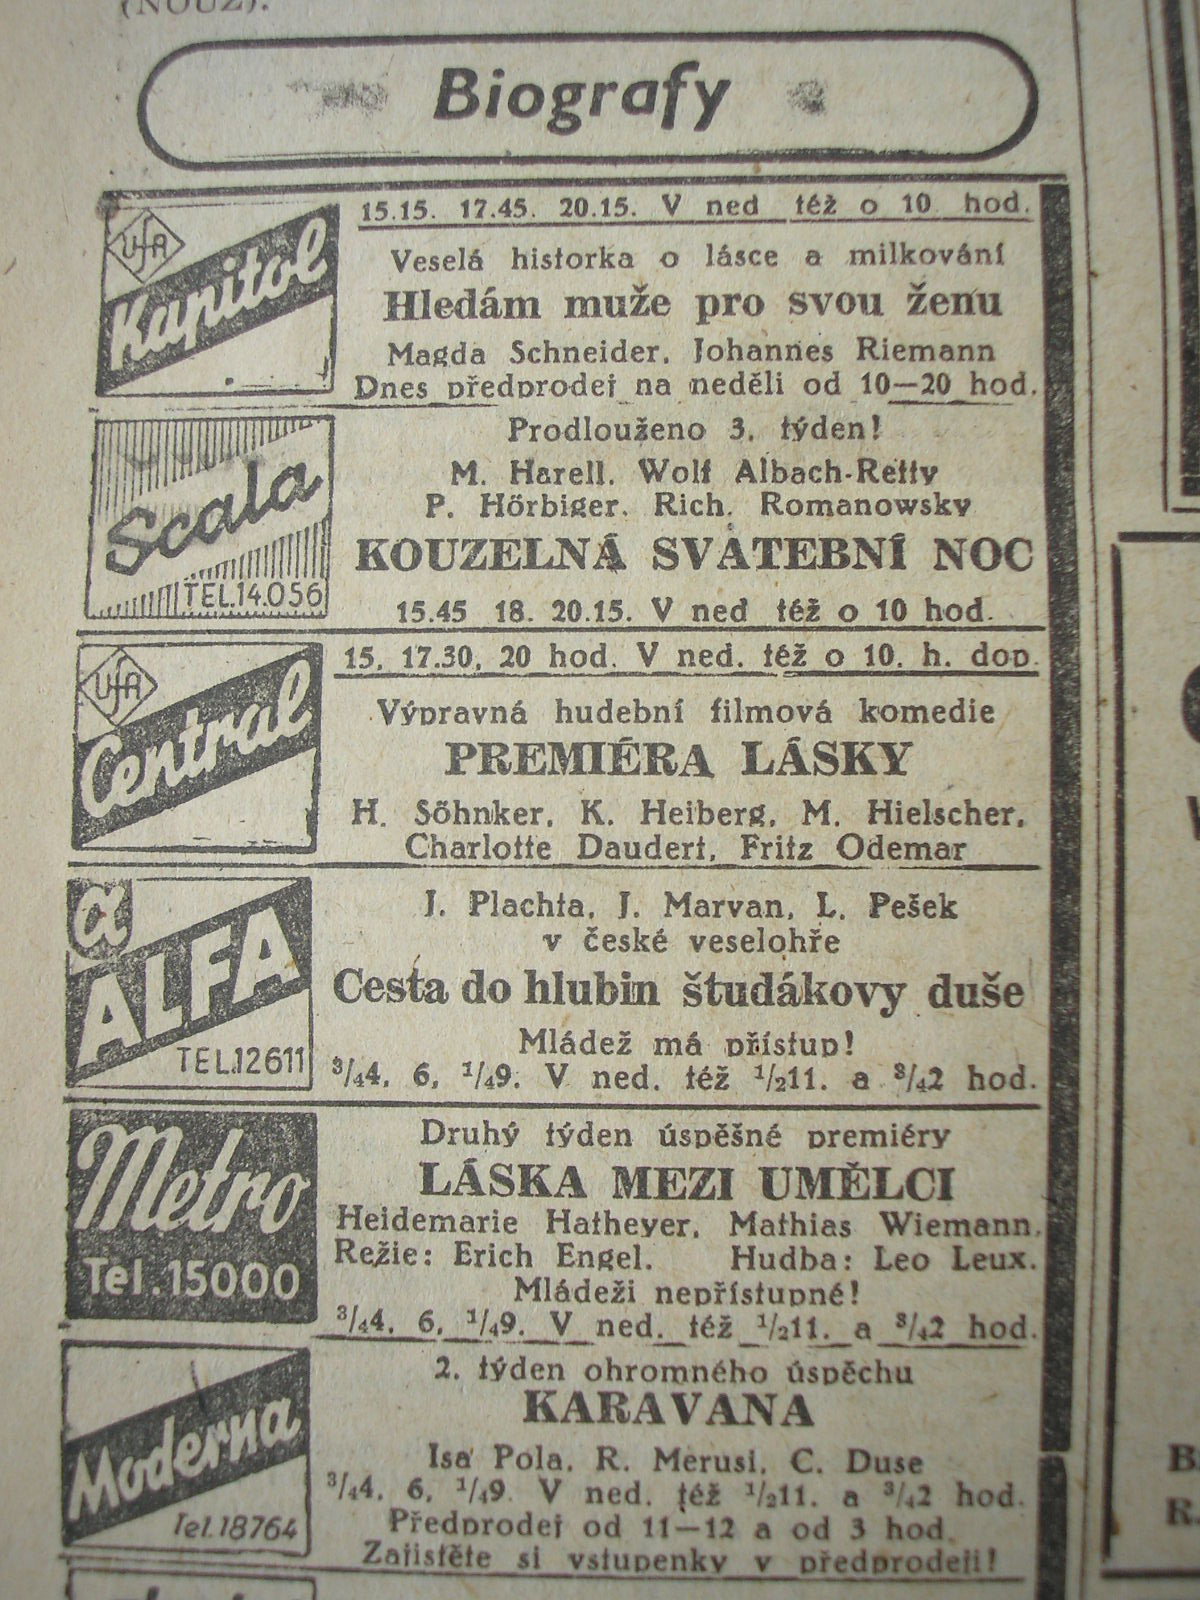 (NOUZ).
Biografy
UfA
Kapitol
15.15. 17.45. 20.15. V ned též o 10 hod.
Veselá historka o lásce a milkování
Hledám muže pro svou ženu
Magda Schneider, Johannes Riemann
Dnes předprodej na neděli od 10—20 hod.
Scala
TEL.14.056
Prodlouženo 3. týden!
M. Harell, Wolf Albach-Retty
P. Hörbiger, Rich. Romanowsky
KOUZELNÁ SVATEBNÍ NOC
15.45 18. 20.15. V ned též o 10 hod.
UfA
Central
15, 17.30, 20 hod. V ned. též o 10. h. dop.
Výpravná hudební filmová komedie
PREMIÉRA LÁSKY
H. Söhnker, K. Heiberg, M. Hielscher,
Charlotte Daudert, Fritz Odemar
α
ALFA
TEL.12611
J. Plachta, J. Marvan, L. Pešek
v české veselohře
Cesta do hlubin študákovy duše
Mládež má přístup!
3/44, 6, 1/49. V ned. též 1/211. a 3/42 hod.
Metro
Tel.15000
Druhý týden úspěšné premiéry
LÁSKA MEZI UMĚLCI
Heidemarie Hatheyer, Mathias Wiemann.
Režie: Erich Engel. Hudba: Leo Leux.
Mládeži nepřístupné!
3/44, 6, 1/49. V ned. též 1/211. a 3/42 hod.
Moderna
Tel.18764
2. týden ohromného úspěchu
KARAVANA
Isa Pola, R. Merusi, C. Duse
3/44, 6, 1/49. V ned. též 1/211. a 3/42 hod.
Předprodej od 11—12 a od 3 hod.
Zajistěte si vstupenky v předprodeji!